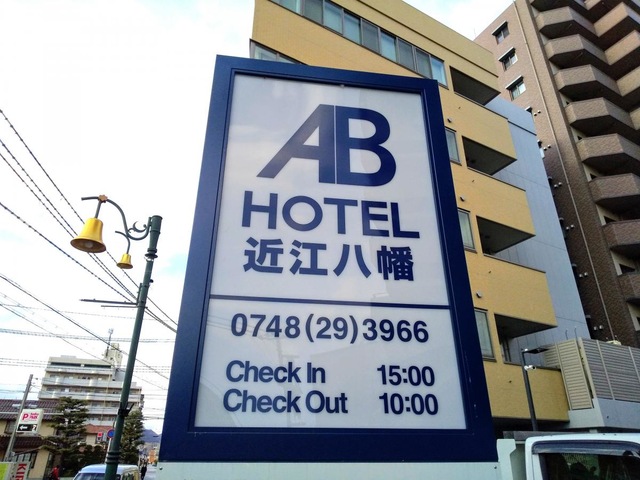 AB
HOTEL
近江八幡
0748(29)3966
Check In 15:00
Check Out 10:00
P